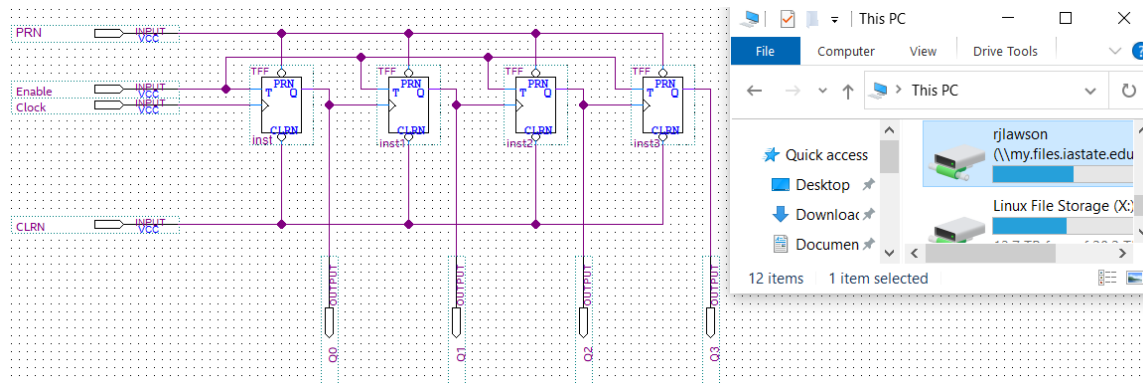 PRN
INPUT
VCC
Enable
INPUT
VCC
Clock
INPUT
VCC
TFF
PRN
T Q
CLRN
inst
TFF
PRN
T Q
CLRN
inst1
TFF
PRN
T Q
CLRN
inst2
TFF
PRN
T Q
CLRN
inst3
CLRN
INPUT
VCC
OUTPUT
Q0
OUTPUT
Q1
OUTPUT
Q2
OUTPUT
Q3
This PC
File Computer View Drive Tools
This PC
Quick access
Desktop
Downloac
Documen
rjlawson
(\\my.files.iastate.edu
Linux File Storage (X:)
12 items 1 item selected